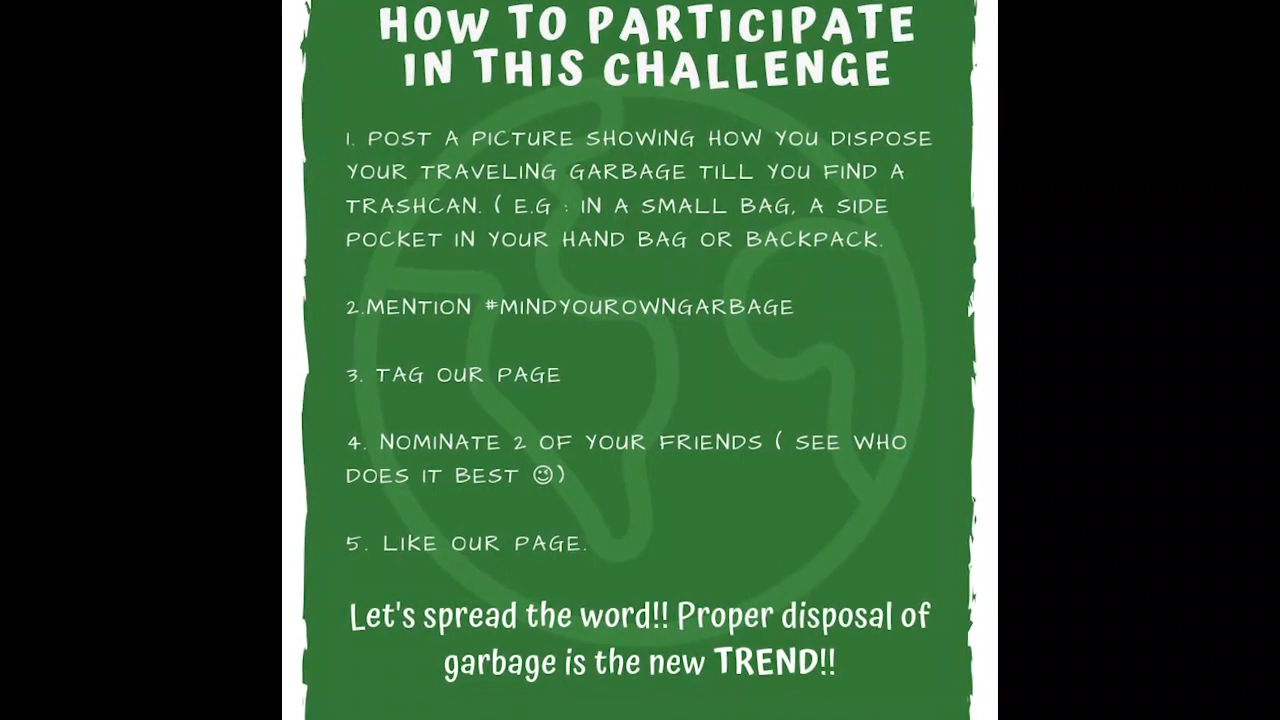 HOW TO PARTICIPATE
IN THIS CHALLENGE
1. POST A PICTURE SHOWING HOW YOU DISPOSE
YOUR TRAVELING GARBAGE TILL YOU FIND A
TRASHCAN. ( E.G : IN A SMALL BAG, A SIDE
POCKET IN YOUR HAND BAG OR BACKPACK.
2.MENTION #MINDYOUROWNGARBAGE
3. TAG OUR PAGE
4. NOMINATE 2 OF YOUR FRIENDS ( SEE WHO
DOES IT BEST 😉)
5. LIKE OUR PAGE.
Let's spread the word!! Proper disposal of
garbage is the new TREND!!